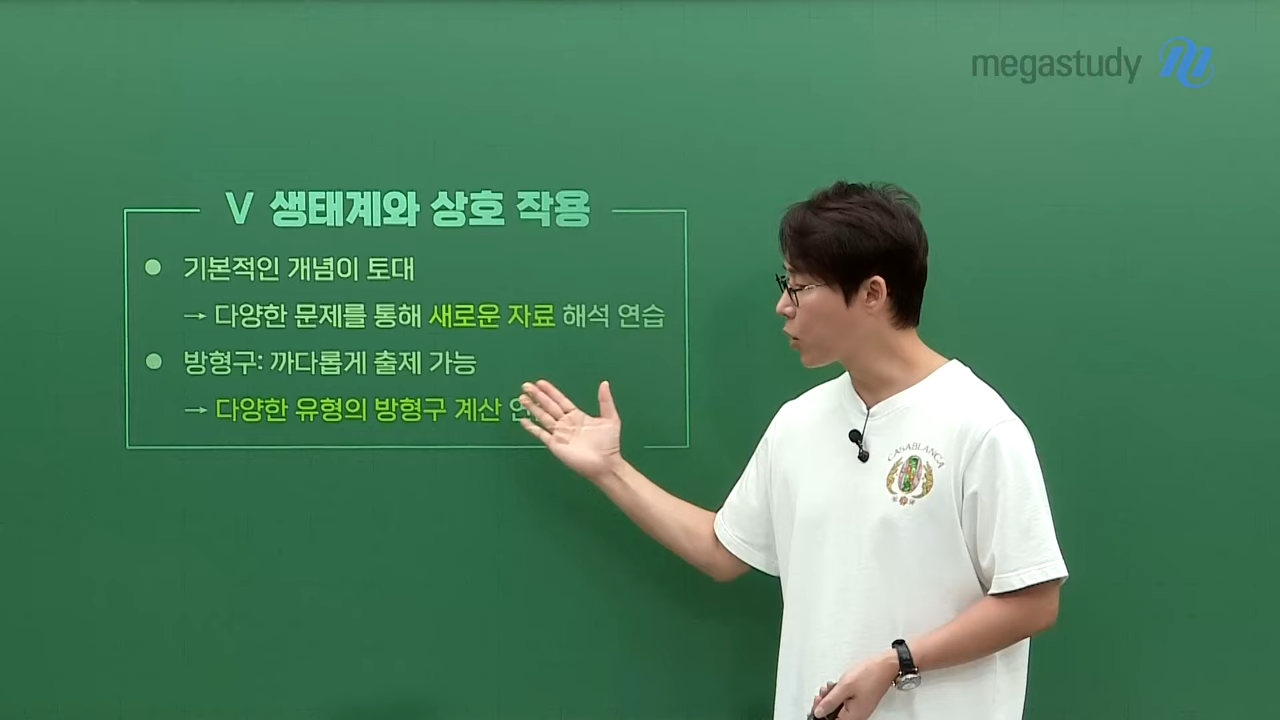 megastudy
V 생태계와 상호 작용
● 기본적인 개념이 토대
→ 다양한 문제를 통해 새로운 자료 해석 연습
● 방형구: 까다롭게 출제 가능
→ 다양한 유형의 방형구 계산
CASABLANCA